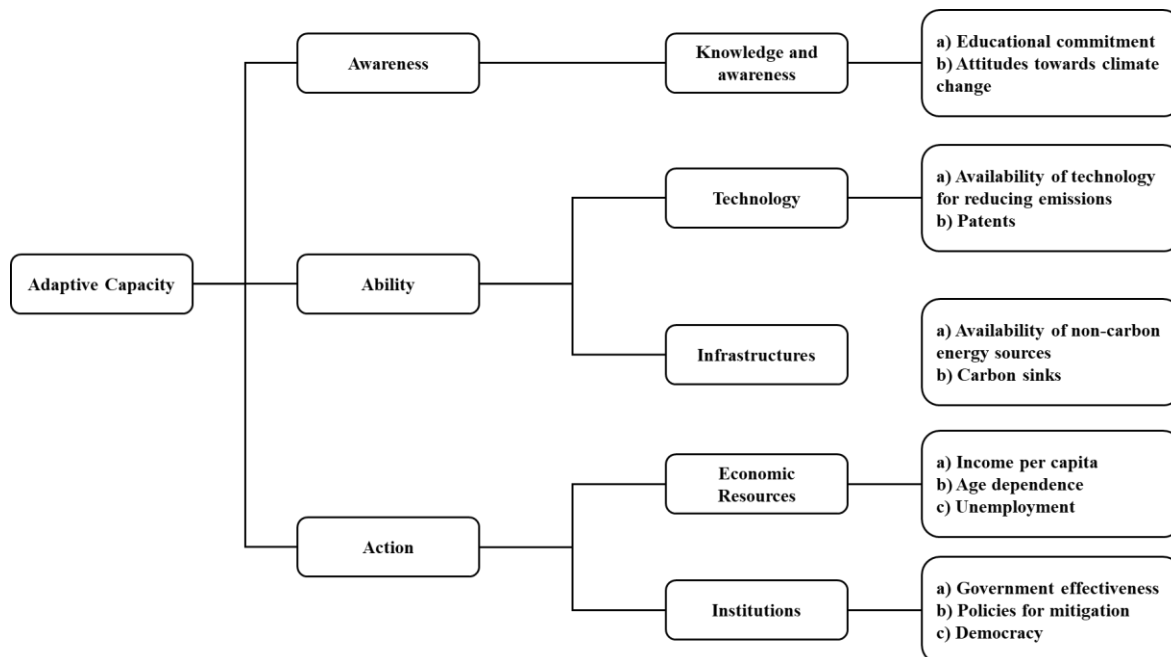 Adaptive Capacity
Awareness
Knowledge and
awareness
a) Educational commitment
b) Attitudes towards climate
change
Ability
Technology
a) Availability of technology
for reducing emissions
b) Patents
Infrastructures
a) Availability of non-carbon
energy sources
b) Carbon sinks
Action
Economic
Resources
a) Income per capita
b) Age dependence
c) Unemployment
Institutions
a) Government effectiveness
b) Policies for mitigation
c) Democracy